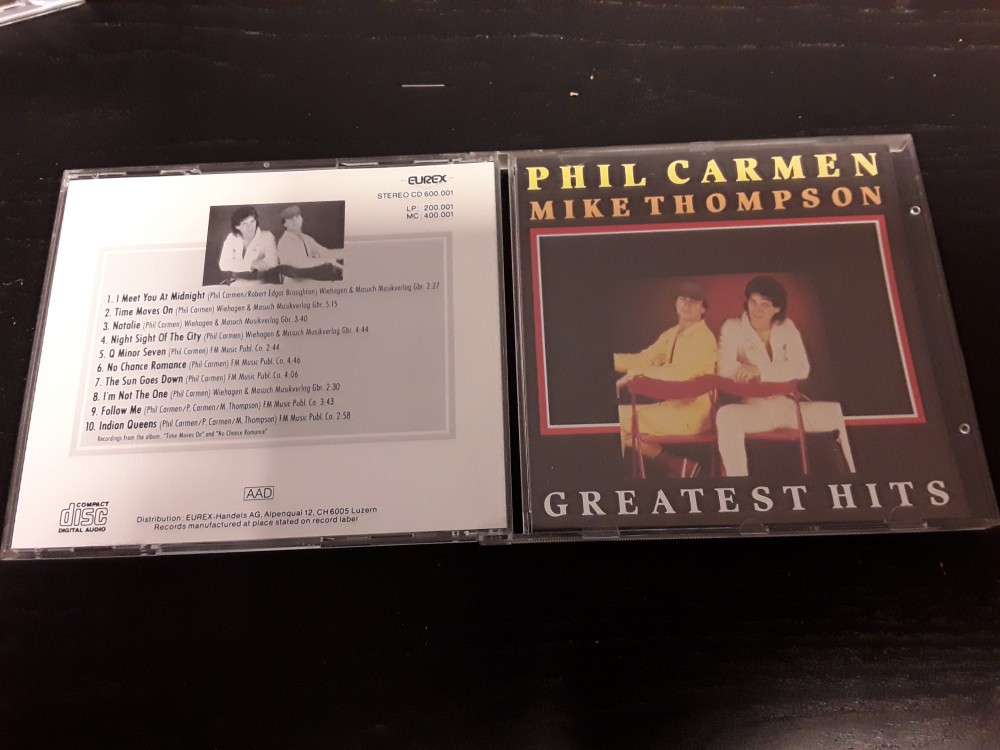 EUREX
STEREO CD 600.001
LP: 200.001
MC: 400.001
1. I Meet You At Midnight (Phil Carmen/Robert Edgar Broughton) Wiehagen & Masuch Musikverlag Gbr. 2:27
2. Time Moves On (Phil Carmen) Wiehagen & Masuch Musikverlag Gbr. 5:15
3. Natalie (Phil Carmen) Wiehagen & Masuch Musikverlag Gbr. 3:40
4. Night Sight Of The City (Phil Carmen) Wiehagen & Masuch Musikverlag Gbr. 4:44
5. Q Minor Seven (Phil Carmen) FM Music Publ. Co. 2:44
6. No Chance Romance (Phil Carmen) FM Music Publ. Co. 4:46
7. The Sun Goes Down (Phil Carmen) FM Music Publ. Co. 4:06
8. I'm Not The One (Phil Carmen) Wiehagen & Masuch Musikverlag Gbr. 2:30
9. Follow Me (Phil Carmen/P. Carmen/M. Thompson) FM Music Publ. Co. 3:43
10. Indian Queens (Phil Carmen/P. Carmen/M. Thompson) FM Music Publ. Co. 2:58
Recordings from the album: "Time Moves On" and "No Cheece Romance"
AAD
COMPACT
disc
DIGITAL AUDIO
Distribution: EUREX-Handels AG, Alpenquai 12, CH 6005 Luzern
Records manufactured at place stated on record label
PHIL CARMEN
MIKE THOMPSON
GREATEST HITS